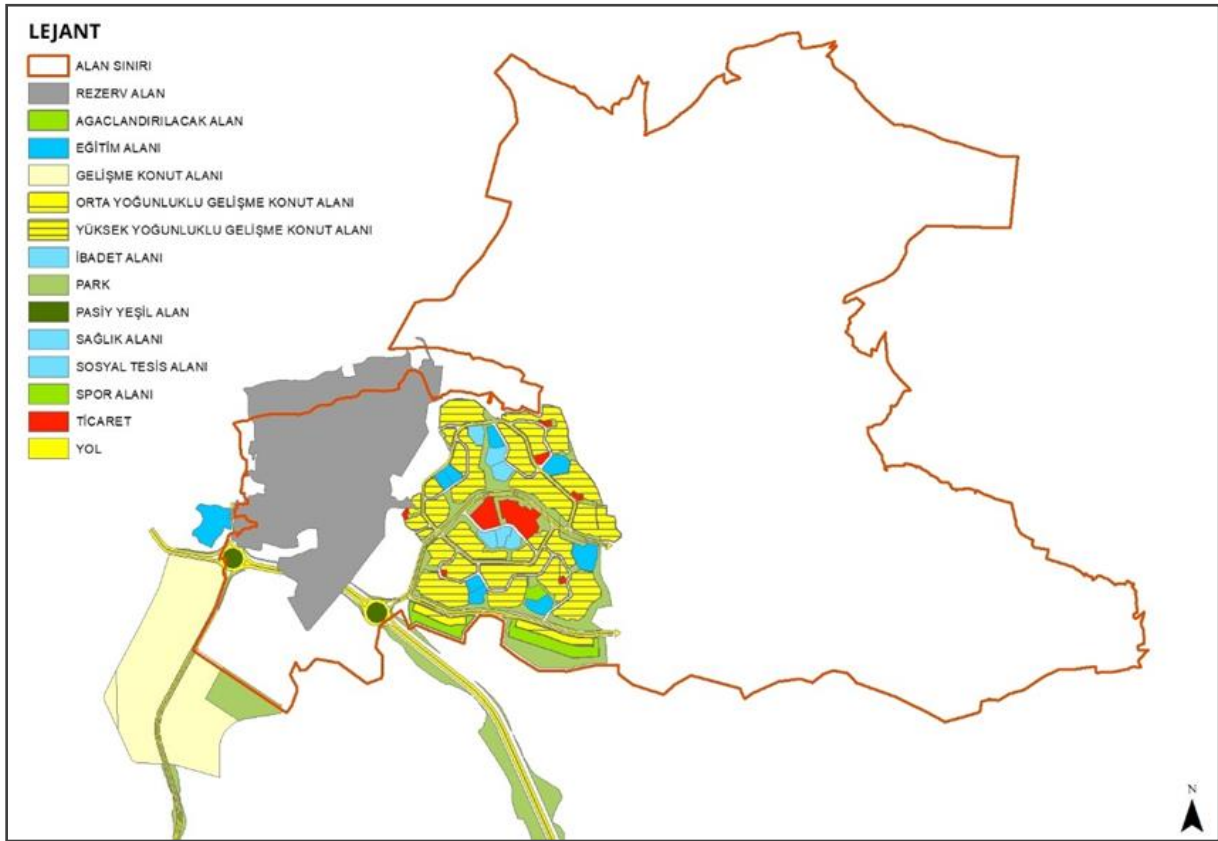 LEJANT
ALAN SINIRI
REZERV ALAN
AGACLANDIRILACAK ALAN
EĞİTİM ALANI
GELİŞME KONUT ALANI
ORTA YOĞUNLUKLU GELİŞME KONUT ALANI
YÜKSEK YOĞUNLUKLU GELİŞME KONUT ALANI
İBADET ALANI
PARK
PASİY YEŞİL ALAN
SAĞLIK ALANI
SOSYAL TESİS ALANI
SPOR ALANI
TİCARET
YOL
N